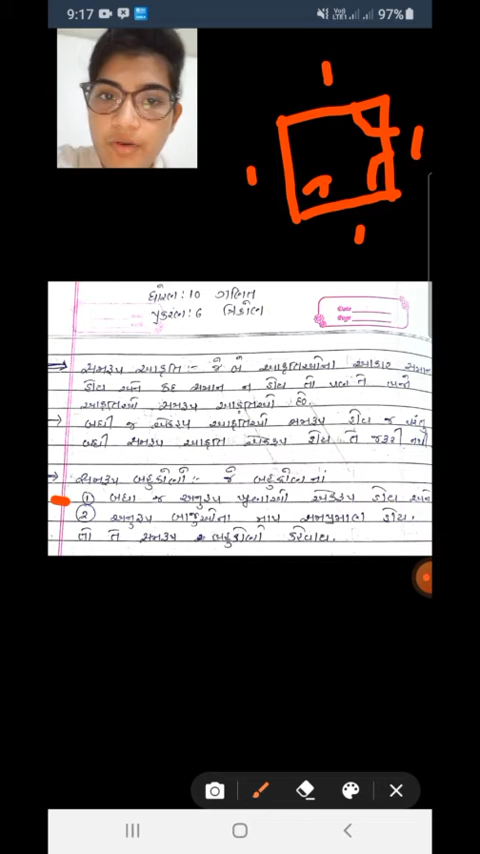 9:17
97%
ધોરણ : 10 ગણિત
પ્રકરણ : 6 ત્રિકોણ
Date
Page
→ સમરૂપ આકૃતિ :- જે બે આકૃતિઓનો આકાર સમાન
હોય અને કદ સમાન ન હોય તો પણ તે બંને
આકૃતિઓ સમરૂપ આકૃતિઓ છે.
→ બધી જ એકરૂપ આકૃતિઓ સમરૂપ હોય જ પરંતુ
બધી સમરૂપ આકૃતિ એકરૂપ હોય તે જરૂરી નથી
→ સમરૂપ બહુકોણો :- જે બહુકોણનાં
① બધા જ અનુરૂપ ખૂણાઓ એકરૂપ હોય અને
② અનુરૂપ બાજુઓના માપ સમપ્રમાણ હોય.
તો તે સમરૂપ બહુકોણો કહેવાય.